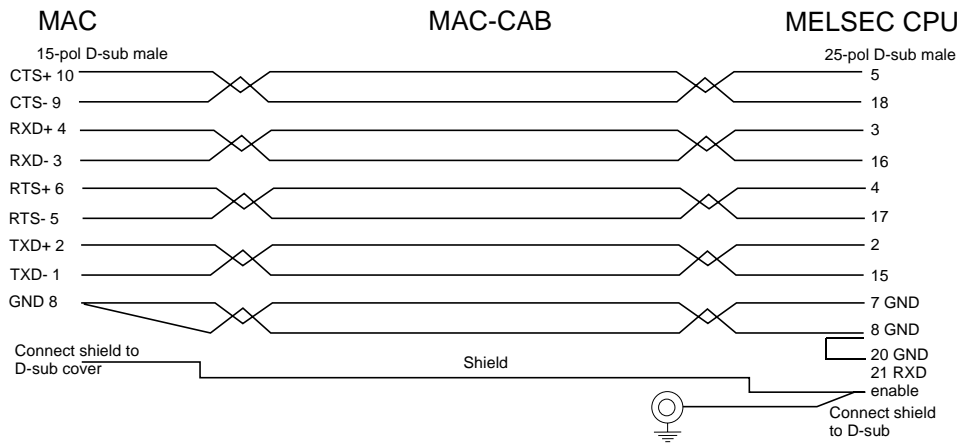 MAC MAC-CAB MELSEC CPU
15-pol D-sub male 25-pol D-sub male
CTS+ 10 5
CTS- 9 18
RXD+ 4 3
RXD- 3 16
RTS+ 6 4
RTS- 5 17
TXD+ 2 2
TXD- 1 15
GND 8 7 GND
8 GND
Connect shield to
D-sub cover
Shield
20 GND
21 RXD
enable
Connect shield
to D-sub